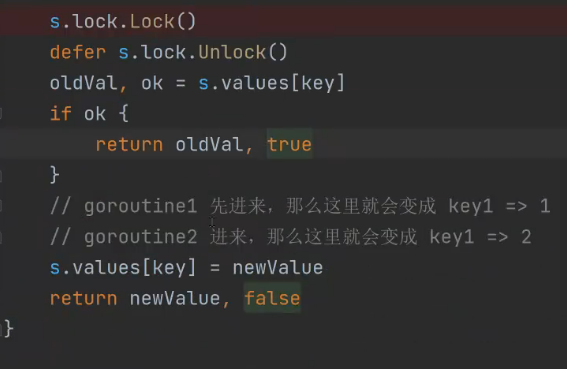 s.lock.Lock()
defer s.lock.Unlock()
oldVal, ok = s.values[key]
if ok {
return oldVal, true
}
// goroutine1 先进来，那么这里就会变成 key1 => 1
// goroutine2 进来，那么这里就会变成 key1 => 2
s.values[key] = newValue
return newValue, false
}